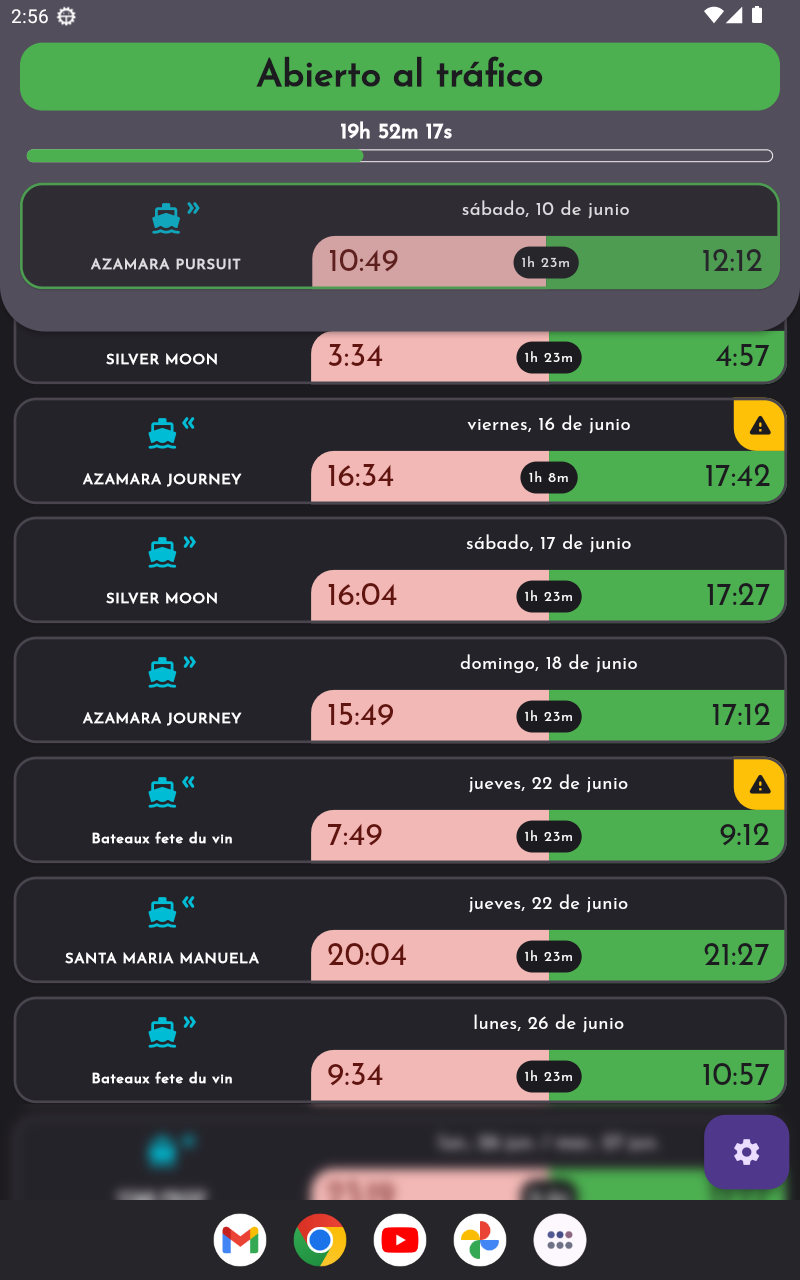 2:56
Abierto al tráfico
19h 52m 17s
sábado, 10 de junio
AZAMARA PURSUIT
10:49
1h 23m
12:12
SILVER MOON
3:34
1h 23m
4:57
viernes, 16 de junio
AZAMARA JOURNEY
16:34
1h 8m
17:42
sábado, 17 de junio
SILVER MOON
16:04
1h 23m
17:27
domingo, 18 de junio
AZAMARA JOURNEY
15:49
1h 23m
17:12
jueves, 22 de junio
Bateaux fete du vin
7:49
1h 23m
9:12
jueves, 22 de junio
SANTA MARIA MANUELA
20:04
1h 23m
21:27
lunes, 26 de junio
Bateaux fete du vin
9:34
1h 23m
10:57